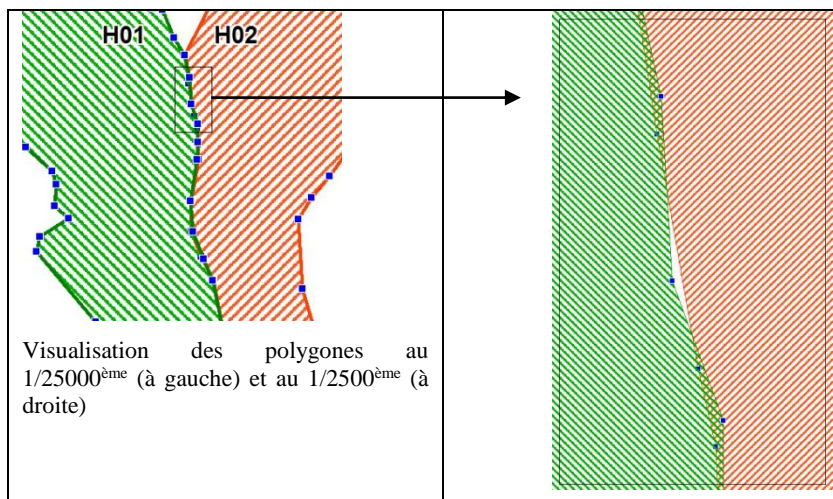 H01 H02
Visualisation des polygones au
1/25000ème (à gauche) et au 1/2500ème (à
droite)